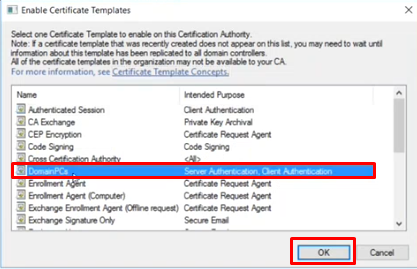 Enable Certificate Templates
Select one Certificate Template to enable on this Certification Authority.
Note: If a certificate template that was recently created does not appear on this list, you may need to wait until
information about this template has been replicated to all domain controllers.
All of the certificate templates in the organization may not be available to your CA.
For more information, see Certificate Template Concepts.
Name Intended Purpose
Authenticated Session Client Authentication
CA Exchange Private Key Archival
CEP Encryption Certificate Request Agent
Code Signing Code Signing
Cross Certification Authority <All>
DomainPCs Server Authentication, Client Authentication
Enrollment Agent Certificate Request Agent
Enrollment Agent (Computer) Certificate Request Agent
Exchange Enrollment Agent (Offline request) Certificate Request Agent
Exchange Signature Only Secure Email
OK Cancel